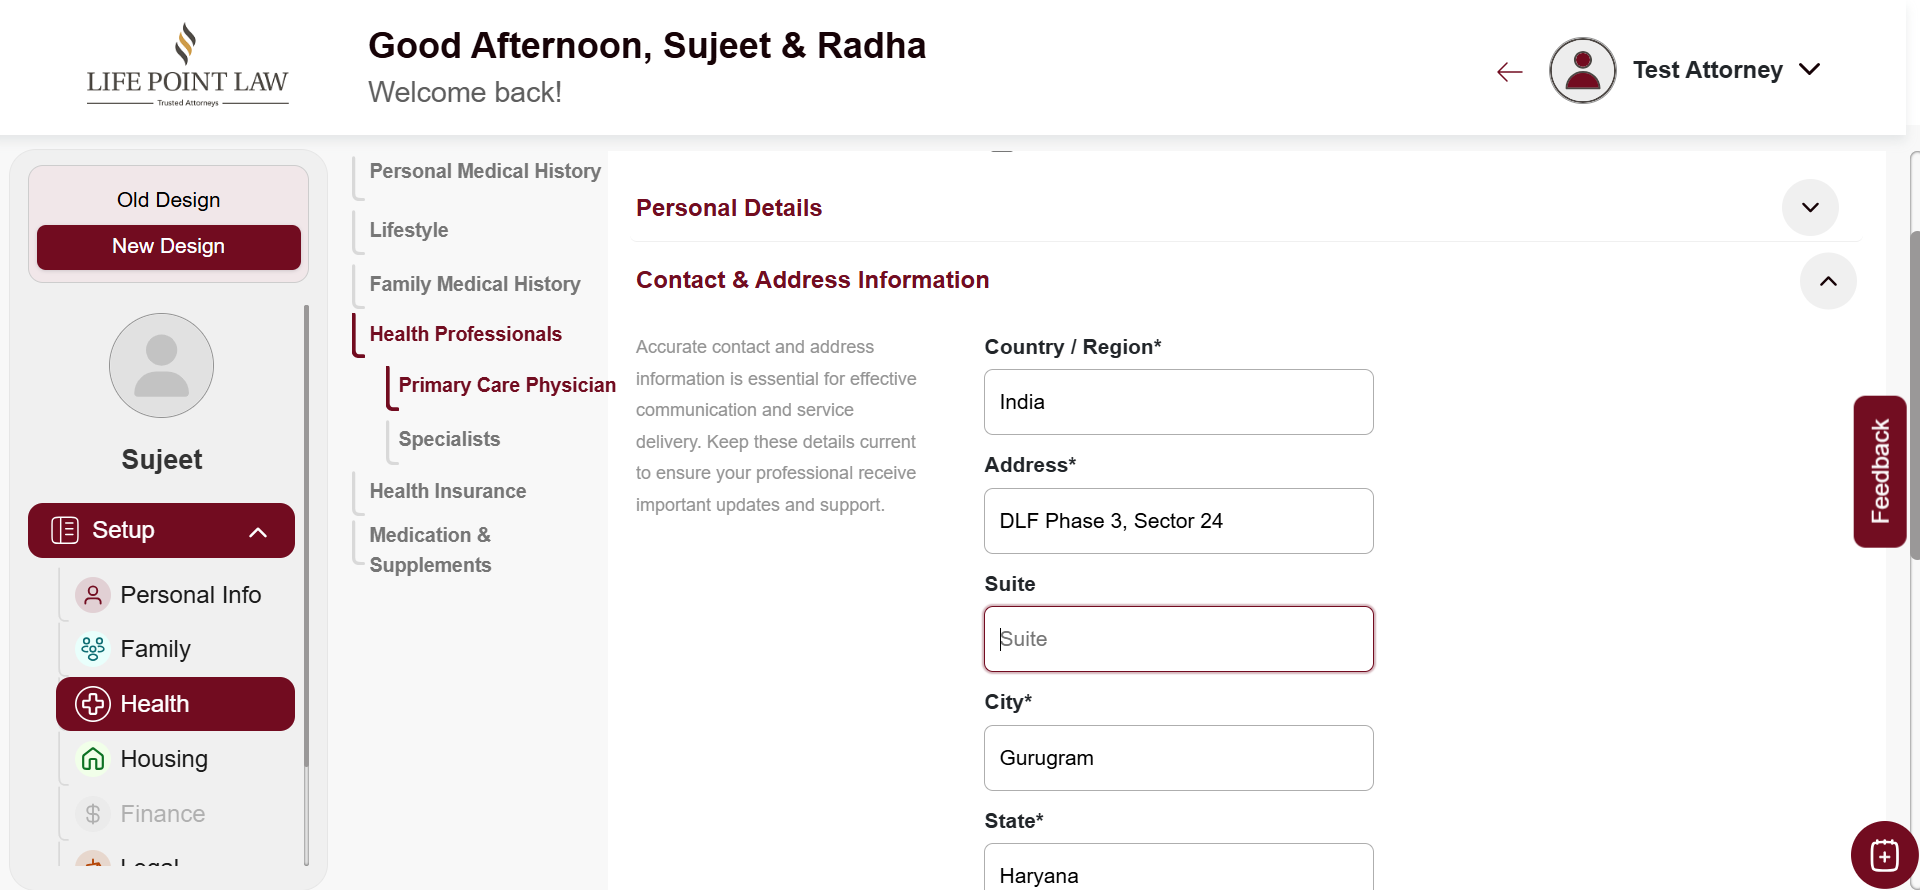 LIFE POINT LAW
Trusted Attorneys
Good Afternoon, Sujeet & Radha
Welcome back!
Test Attorney
Old Design
New Design
Sujeet
Setup
Personal Info
Family
Health
Housing
Finance
Legal
Personal Medical History
Lifestyle
Family Medical History
Health Professionals
Primary Care Physician
Specialists
Health Insurance
Medication &
Supplements
Personal Details
Contact & Address Information
Accurate contact and address
information is essential for effective
communication and service
delivery. Keep these details current
to ensure your professional receive
important updates and support.
Country / Region*
India
Address*
DLF Phase 3, Sector 24
Suite
Suite
City*
Gurugram
State*
Haryana
Feedback